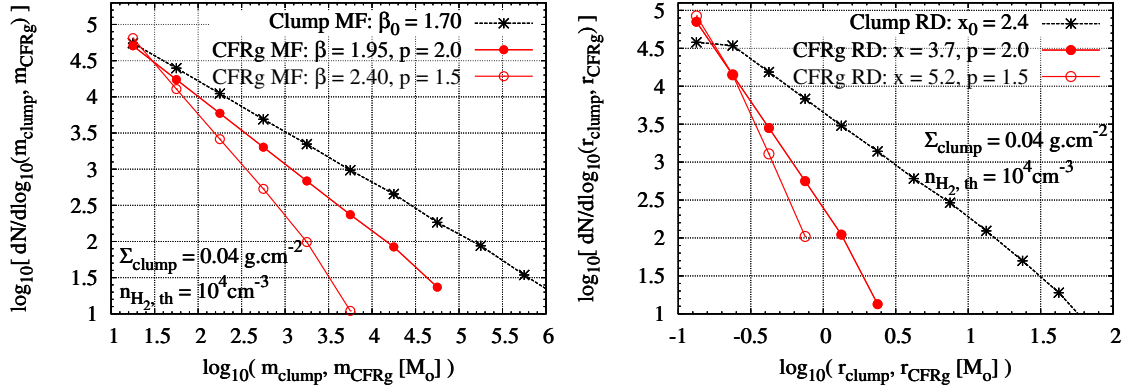 log10[ dN/dlog10(mclump, mCFRg) ]
5
4.5
4
3.5
3
2.5
2
1.5
1
Clump MF: β0 = 1.70
CFRg MF: β = 1.95, p = 2.0
CFRg MF: β = 2.40, p = 1.5
Σclump = 0.04 g.cm-2
nH2, th = 10^4cm-3
1 1.5 2 2.5 3 3.5 4 4.5 5 5.5 6
log10( mclump, mCFRg [Mo] )
log10[ dN/dlog10(rclump, rCFRg) ]
5
4.5
4
3.5
3
2.5
2
1.5
1
Clump RD: x0 = 2.4
CFRg RD: x = 3.7, p = 2.0
CFRg RD: x = 5.2, p = 1.5
Σclump = 0.04 g.cm-2
nH2, th = 10^4cm-3
-1 -0.5 0 0.5 1 1.5 2
log10( rclump, rCFRg [Mo] )